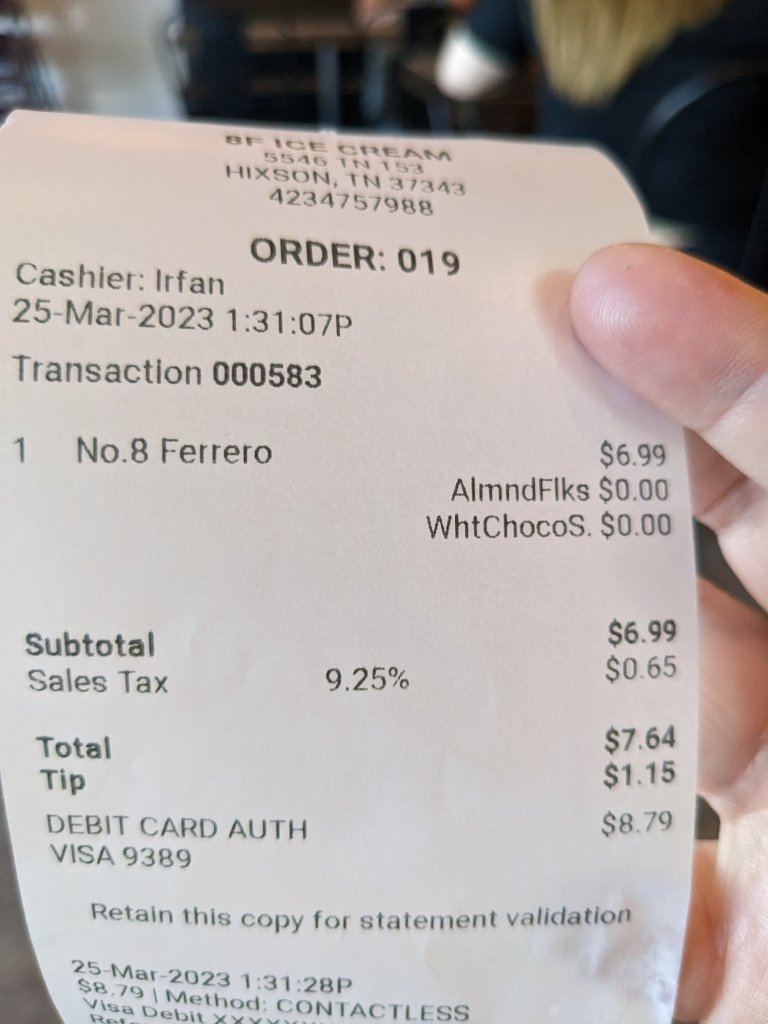 8F ICE CREAM
5546 TN 153
HIXSON, TN 37343
4234757988
ORDER: 019
Cashier: Irfan
25-Mar-2023 1:31:07P
Transaction 000583
1 No.8 Ferrero $6.99
AlmndFlks $0.00
WhtChocoS. $0.00
Subtotal $6.99
Sales Tax 9.25% $0.65
Total $7.64
Tip $1.15
DEBIT CARD AUTH $8.79
VISA 9389
Retain this copy for statement validation
25-Mar-2023 1:31:28P
$8.79 | Method: CONTACTLESS
Visa Debit